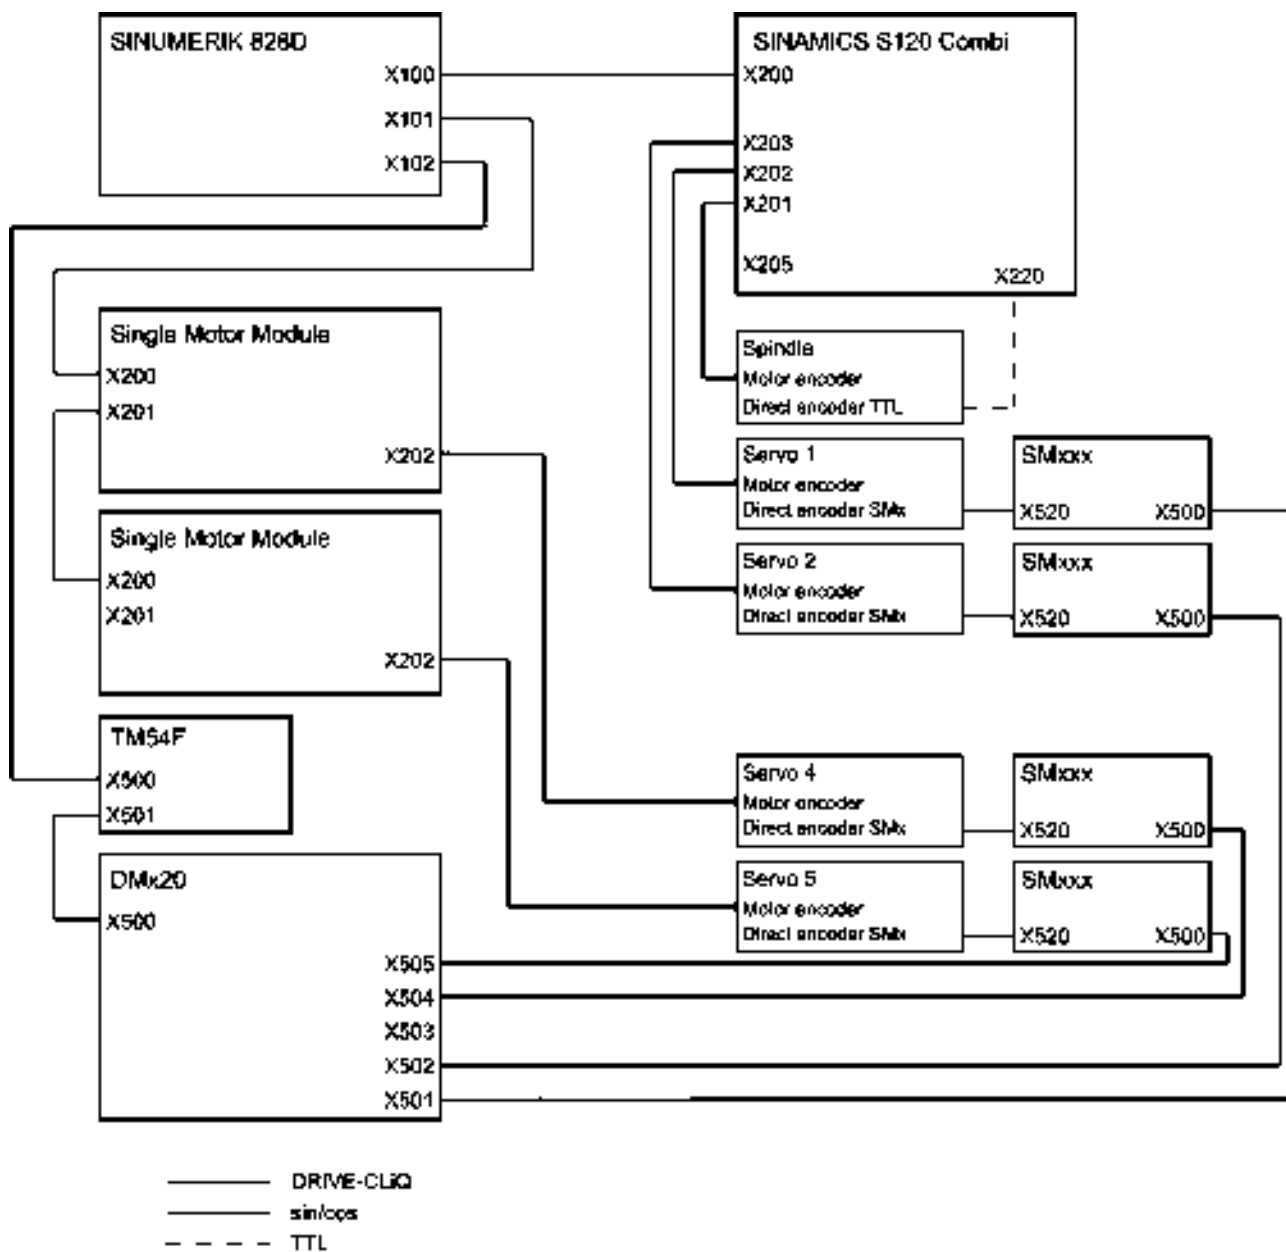 SINUMERIK 828D
X100
X101
X102
SINAMICS S120 Combi
X200
X203
X202
X201
X205
X220
Single Motor Module
X200
X201
X202
Single Motor Module
X200
X201
X202
TM54F
X500
X501
DMx20
X500
X505
X504
X503
X502
X501
Spindle
Motor encoder
Direct encoder TTL
Servo 1
Motor encoder
Direct encoder SMx
SMxxx
X520
X500
Servo 2
Motor encoder
Direct encoder SMx
SMxxx
X520
X500
Servo 4
Motor encoder
Direct encoder SMx
SMxxx
X520
X500
Servo 5
Motor encoder
Direct encoder SMx
SMxxx
X520
X500
DRIVE-CLiQ
sin/cos
TTL